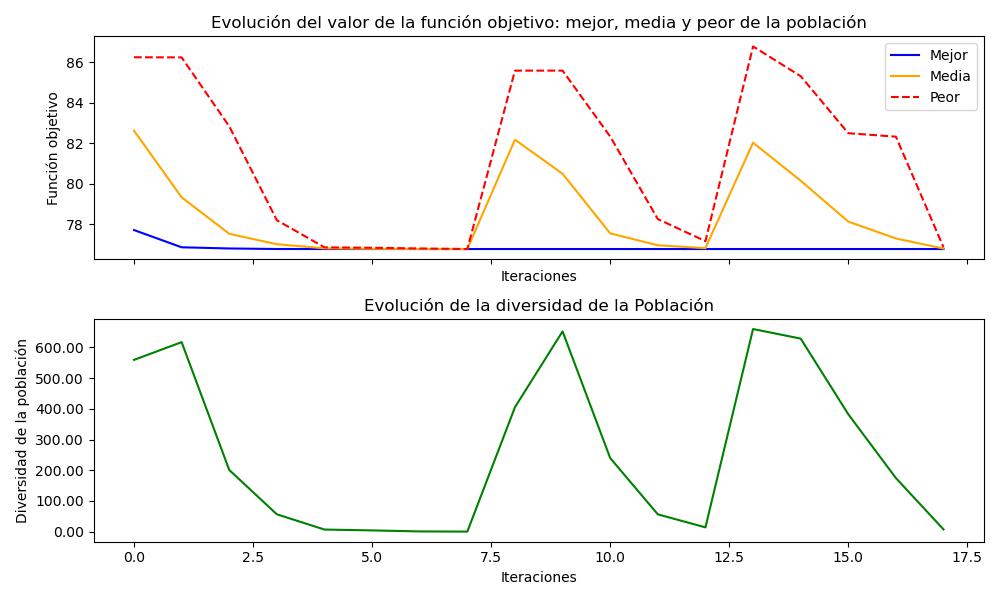 Evolución del valor de la función objetivo: mejor, media y peor de la población
Función objetivo
86
84
82
80
78
Mejor
Media
Peor
Iteraciones
Evolución de la diversidad de la Población
Diversidad de la población
600.00
500.00
400.00
300.00
200.00
100.00
0.00
0.0 2.5 5.0 7.5 10.0 12.5 15.0 17.5
Iteraciones